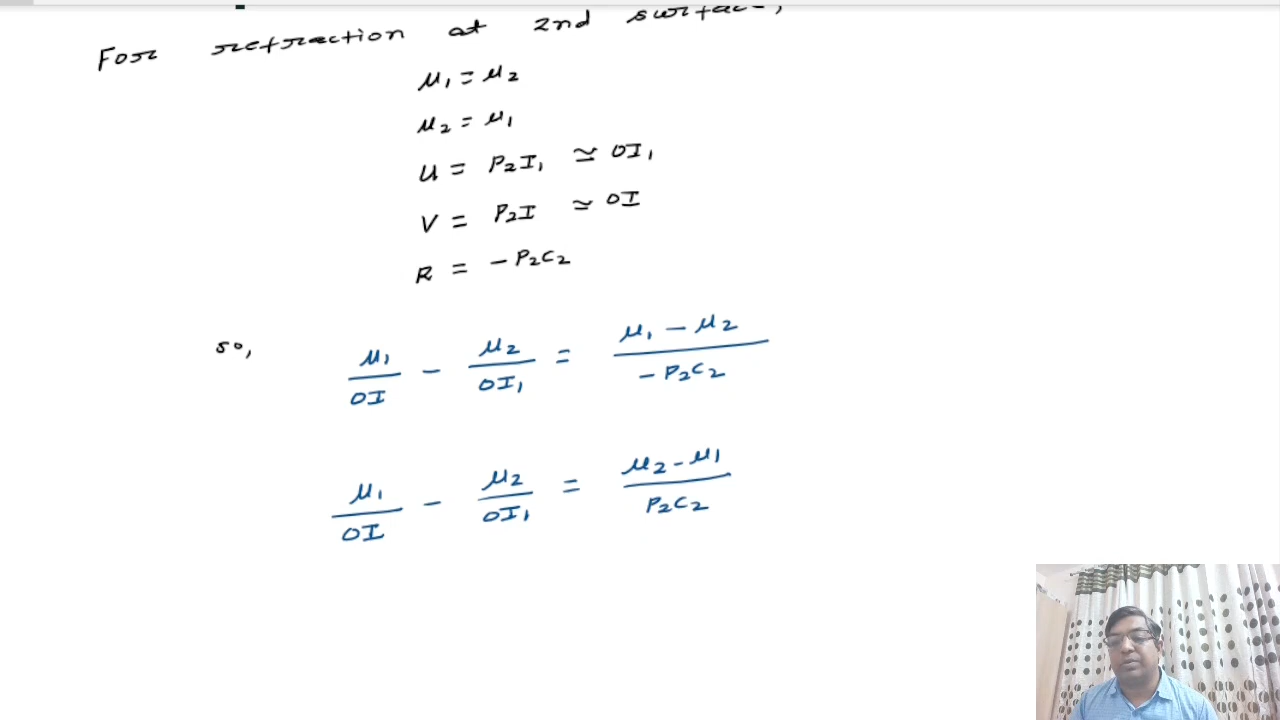 For refraction at 2nd surface,
μ₁ = μ₂
μ₂ = μ₁
u = P₂I₁ ≃ OI₁
V = P₂I ≃ OI
R = - P₂C₂
so, μ₁/OI - μ₂/OI₁ = μ₁ - μ₂/- P₂C₂
μ₁/OI - μ₂/OI₁ = μ₂ - μ₁/P₂C₂